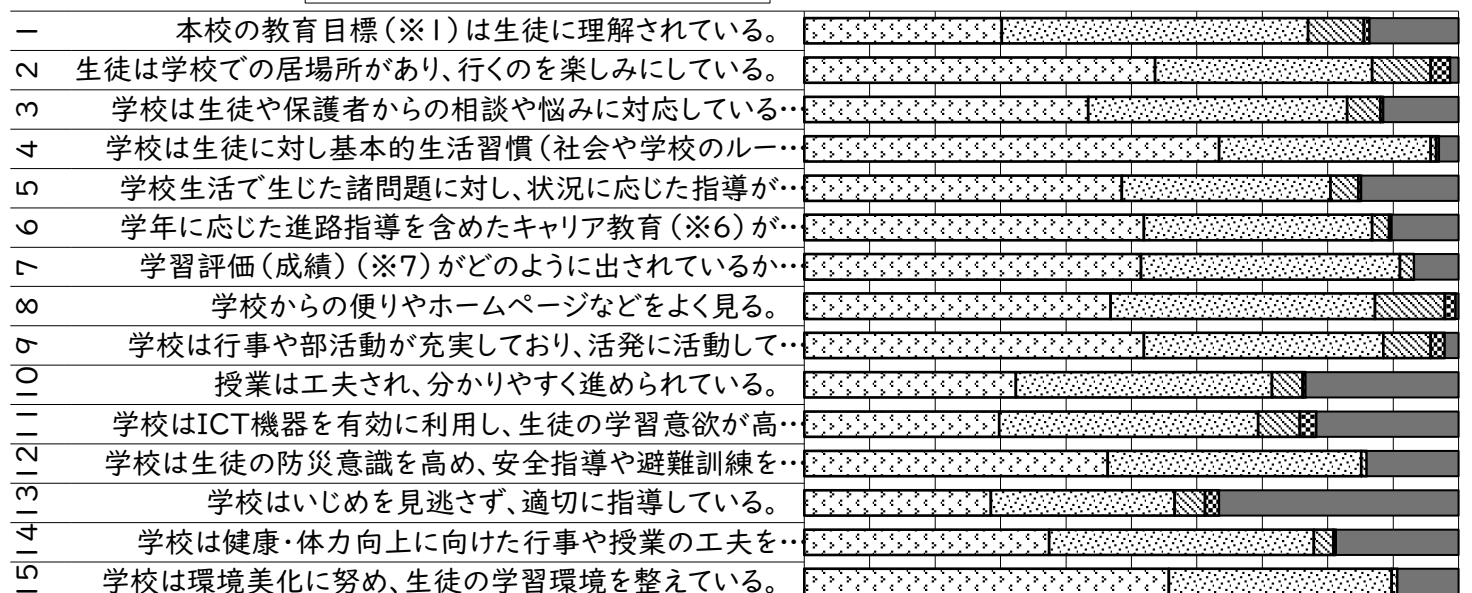 1 本校の教育目標(※1)は生徒に理解されている。
2 生徒は学校での居場所があり、行くのを楽しみにしている。
3 学校は生徒や保護者からの相談や悩みに対応している…
4 学校は生徒に対し基本的生活習慣(社会や学校のルー…
5 学校生活で生じた諸問題に対し、状況に応じた指導が…
6 学年に応じた進路指導を含めたキャリア教育(※6)が…
7 学習評価(成績)(※7)がどのように出されているか…
8 学校からの便りやホームページなどをよく見る。
9 学校は行事や部活動が充実しており、活発に活動して…
10 授業は工夫され、分かりやすく進められている。
11 学校はICT機器を有効に利用し、生徒の学習意欲が高…
12 学校は生徒の防災意識を高め、安全指導や避難訓練を…
13 学校はいじめを見逃さず、適切に指導している。
14 学校は健康・体力向上に向けた行事や授業の工夫を…
15 学校は環境美化に努め、生徒の学習環境を整えている。